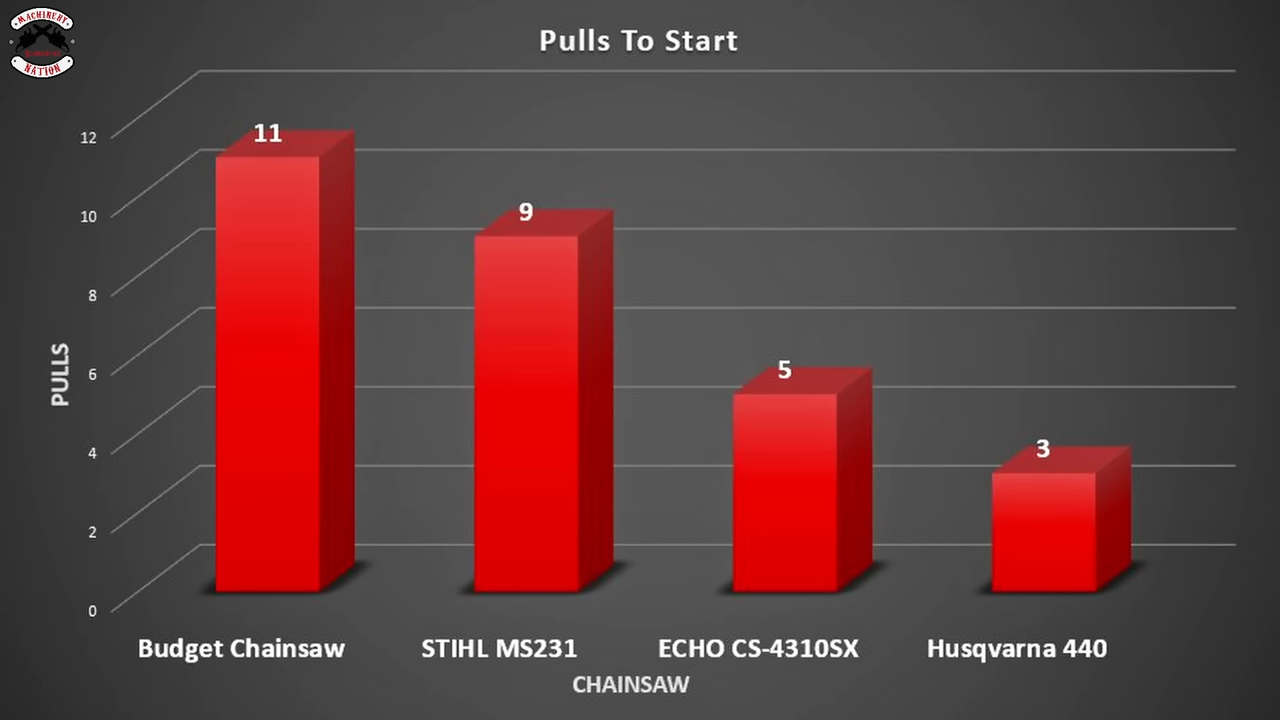 MACHINERY
NATION
Pulls To Start
12
10
8
6
4
2
0
PULLS
11
9
5
3
Budget Chainsaw
STIHL MS231
ECHO CS-4310SX
Husqvarna 440
CHAINSAW